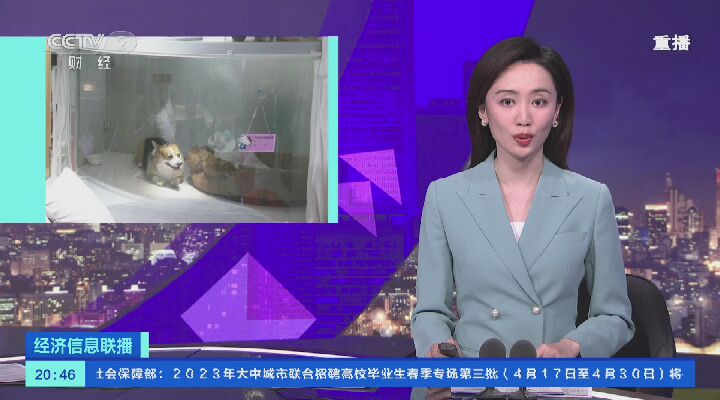 CCTV 2
财经
重播
经济信息联播
20:46
社会保障部：2023年大中城市联合招聘高校毕业生春季专场第三批（4月17日至4月30日）将